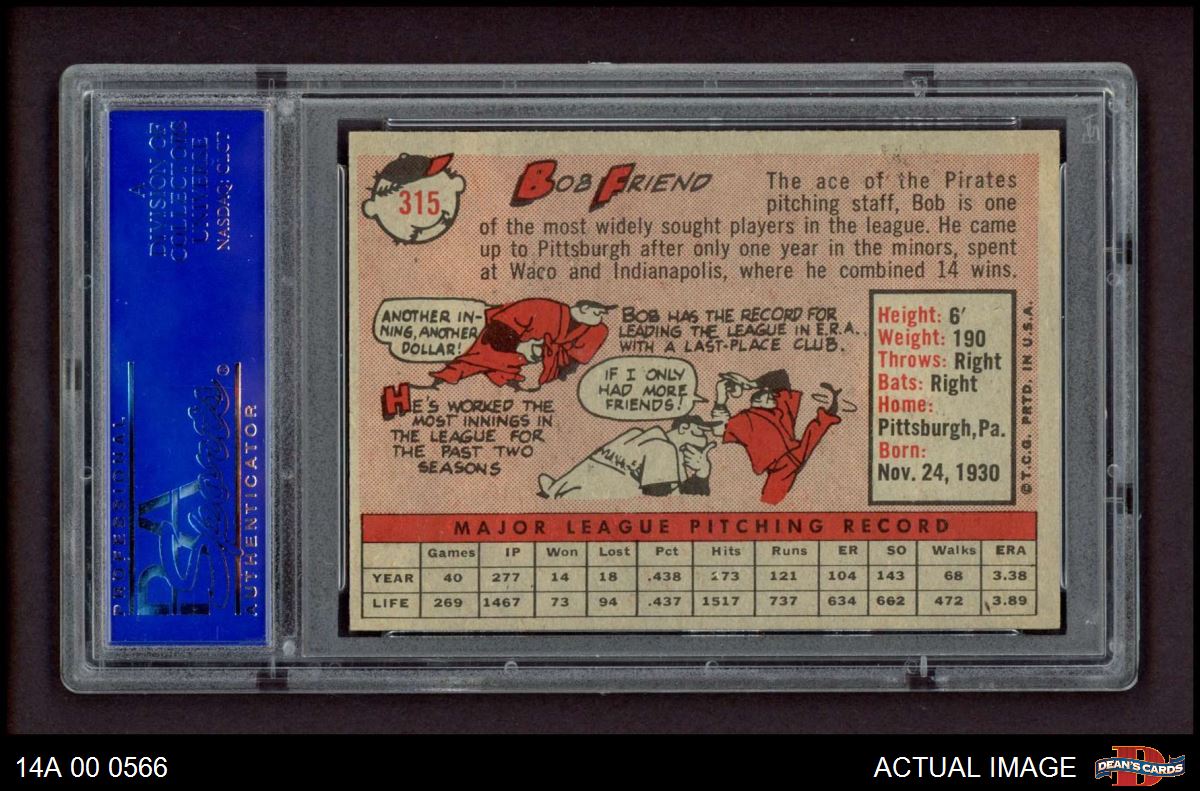 A
DIVISION OF
COLLECTORS
UNIVERSE
NASDAQ: CLCT
PROFESSIONAL
PSA
Sports
®
AUTHENTICATOR
315
BOB FRIEND
The ace of the Pirates
pitching staff, Bob is one
of the most widely sought players in the league. He came
up to Pittsburgh after only one year in the minors, spent
at Waco and Indianapolis, where he combined 14 wins.
ANOTHER IN-
NING, ANOTHER
DOLLAR!
BOB HAS THE RECORD FOR
LEADING THE LEAGUE IN E.R.A..
WITH A LAST-PLACE CLUB.
HE'S WORKED THE
MOST INNINGS IN
THE LEAGUE FOR
THE PAST TWO
SEASONS
IF I ONLY
HAD MORE
FRIENDS!
Height: 6'
Weight: 190
Throws: Right
Bats: Right
Home:
Pittsburgh, Pa.
Born:
Nov. 24, 1930
© T.C.G. PRTD. IN U.S.A.
MAJOR LEAGUE PITCHING RECORD
Games IP Won Lost Pct Hits Runs ER SO Walks ERA
YEAR 40 277 14 18 .438 273 121 104 143 68 3.38
LIFE 269 1467 73 94 .437 1517 737 634 662 472 3.89
14A 00 0566
ACTUAL IMAGE
DEAN'S CARDS